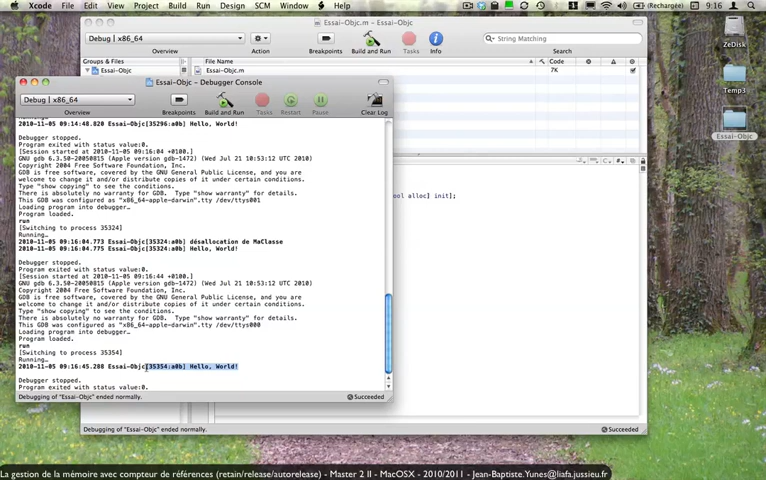 Xcode File Edit View Project Build Run Design SCM Window Help (Rechargée) 9:16
Essai-Objc.m – Essai-Objc
Debug | x86_64
Overview Action Breakpoints Build and Run Tasks Info Search
String Matching
Groups & Files File Name Code
Essai-Objc Essai-Objc.m 7K
ZeDisk
Temp3
Essai-Objc
Essai-Objc – Debugger Console
Debug | x86_64
Overview Breakpoints Build and Run Tasks Restart Pause Clear Log
2010-11-05 09:14:48.820 Essai-Objc[35296:a0b] Hello, World!
Debugger stopped.
Program exited with status value:0.
[Session started at 2010-11-05 09:16:04 +0100.]
GNU gdb 6.3.50-20050815 (Apple version gdb-1472) (Wed Jul 21 10:53:12 UTC 2010)
Copyright 2004 Free Software Foundation, Inc.
GDB is free software, covered by the GNU General Public License, and you are
welcome to change it and/or distribute copies of it under certain conditions.
Type "show copying" to see the conditions.
There is absolutely no warranty for GDB.  Type "show warranty" for details.
This GDB was configured as "x86_64-apple-darwin".tty /dev/ttys001
Loading program into debugger…
Program loaded.
run
[Switching to process 35324]
Running…
2010-11-05 09:16:04.773 Essai-Objc[35324:a0b] désallocation de MaClasse
2010-11-05 09:16:04.775 Essai-Objc[35324:a0b] Hello, World!
Debugger stopped.
Program exited with status value:0.
[Session started at 2010-11-05 09:16:44 +0100.]
GNU gdb 6.3.50-20050815 (Apple version gdb-1472) (Wed Jul 21 10:53:12 UTC 2010)
Copyright 2004 Free Software Foundation, Inc.
GDB is free software, covered by the GNU General Public License, and you are
welcome to change it and/or distribute copies of it under certain conditions.
Type "show copying" to see the conditions.
There is absolutely no warranty for GDB.  Type "show warranty" for details.
This GDB was configured as "x86_64-apple-darwin".tty /dev/ttys000
Loading program into debugger…
Program loaded.
run
[Switching to process 35354]
Running…
2010-11-05 09:16:45.288 Essai-Objc[35354:a0b] Hello, World!
Debugger stopped.
Program exited with status value:0.
Debugging of "Essai-Objc" ended normally. Succeeded
ool alloc] init];
Debugging of "Essai-Objc" ended normally. Succeeded
La gestion de la mémoire avec compteur de références (retain/release/autorelease) - Master 2 II - MacOSX - 2010/2011 - Jean-Baptiste.Yunes@liafa.jussieu.fr